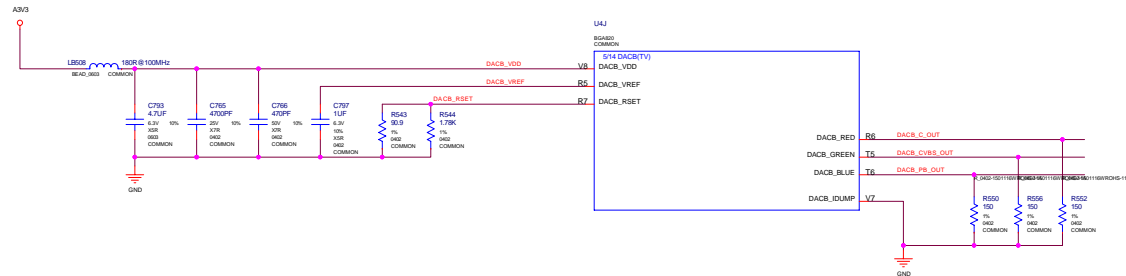 A3V3
LB508
180R@100MHz
BEAD_0603
COMMON
C793
4.7UF
6.3V
10%
X5R
0603
COMMON
C765
4700PF
25V
10%
X7R
0402
COMMON
C766
470PF
50V
10%
X7R
0402
COMMON
C797
1UF
6.3V
10%
X5R
0402
COMMON
DACB_VDD
DACB_VREF
DACB_RSET
R543
90.9
1%
0402
COMMON
R544
1.78K
1%
0402
COMMON
GND
U4J
BGA820
COMMON
5/14 DACB(TV)
V8
DACB_VDD
R5
DACB_VREF
R7
DACB_RSET
DACB_RED
R6
DACB_C_OUT
DACB_GREEN
T5
DACB_CVBS_OUT
DACB_BLUE
T6
DACB_PB_OUT
DACB_IDUMP
V7
R550
150
1%
0402
COMMON
R556
150
1%
0402
COMMON
R552
150
1%
0402
COMMON
GND